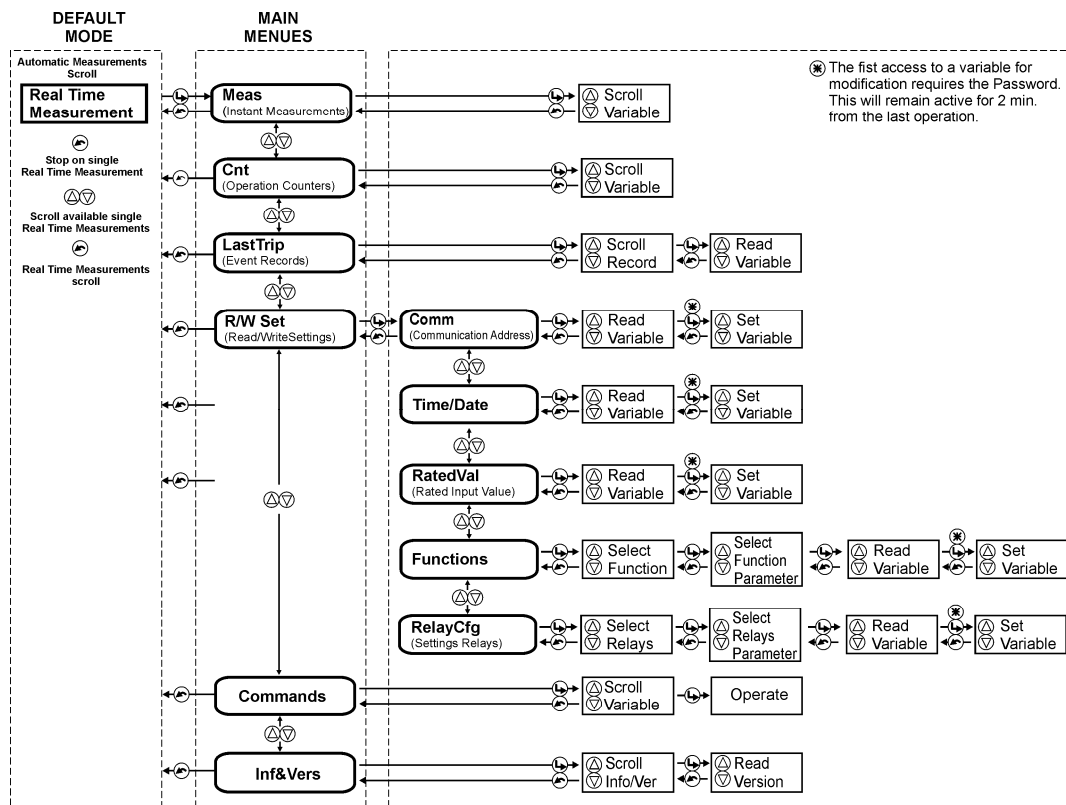 DEFAULT
MODE
MAIN
MENUES
Automatic Measurements
Scroll
Real Time
Measurement
Stop on single
Real Time Measurement
Scroll available single
Real Time Measurements
Real Time Measurements
scroll
The fist access to a variable for
modification requires the Password.
This will remain active for 2 min.
from the last operation.
Meas
(Instant Measurements)
Scroll
Variable
Cnt
(Operation Counters)
Scroll
Variable
LastTrip
(Event Records)
Scroll
Record
Read
Variable
R/W Set
(Read/WriteSettings)
Comm
(Communication Address)
Read
Variable
Set
Variable
Time/Date
Read
Variable
Set
Variable
RatedVal
(Rated Input Value)
Read
Variable
Set
Variable
Functions
Select
Function
Select
Function
Parameter
Read
Variable
Set
Variable
RelayCfg
(Settings Relays)
Select
Relays
Select
Relays
Parameter
Read
Variable
Set
Variable
Commands
Scroll
Variable
Operate
Inf&Vers
Scroll
Info/Ver
Read
Version